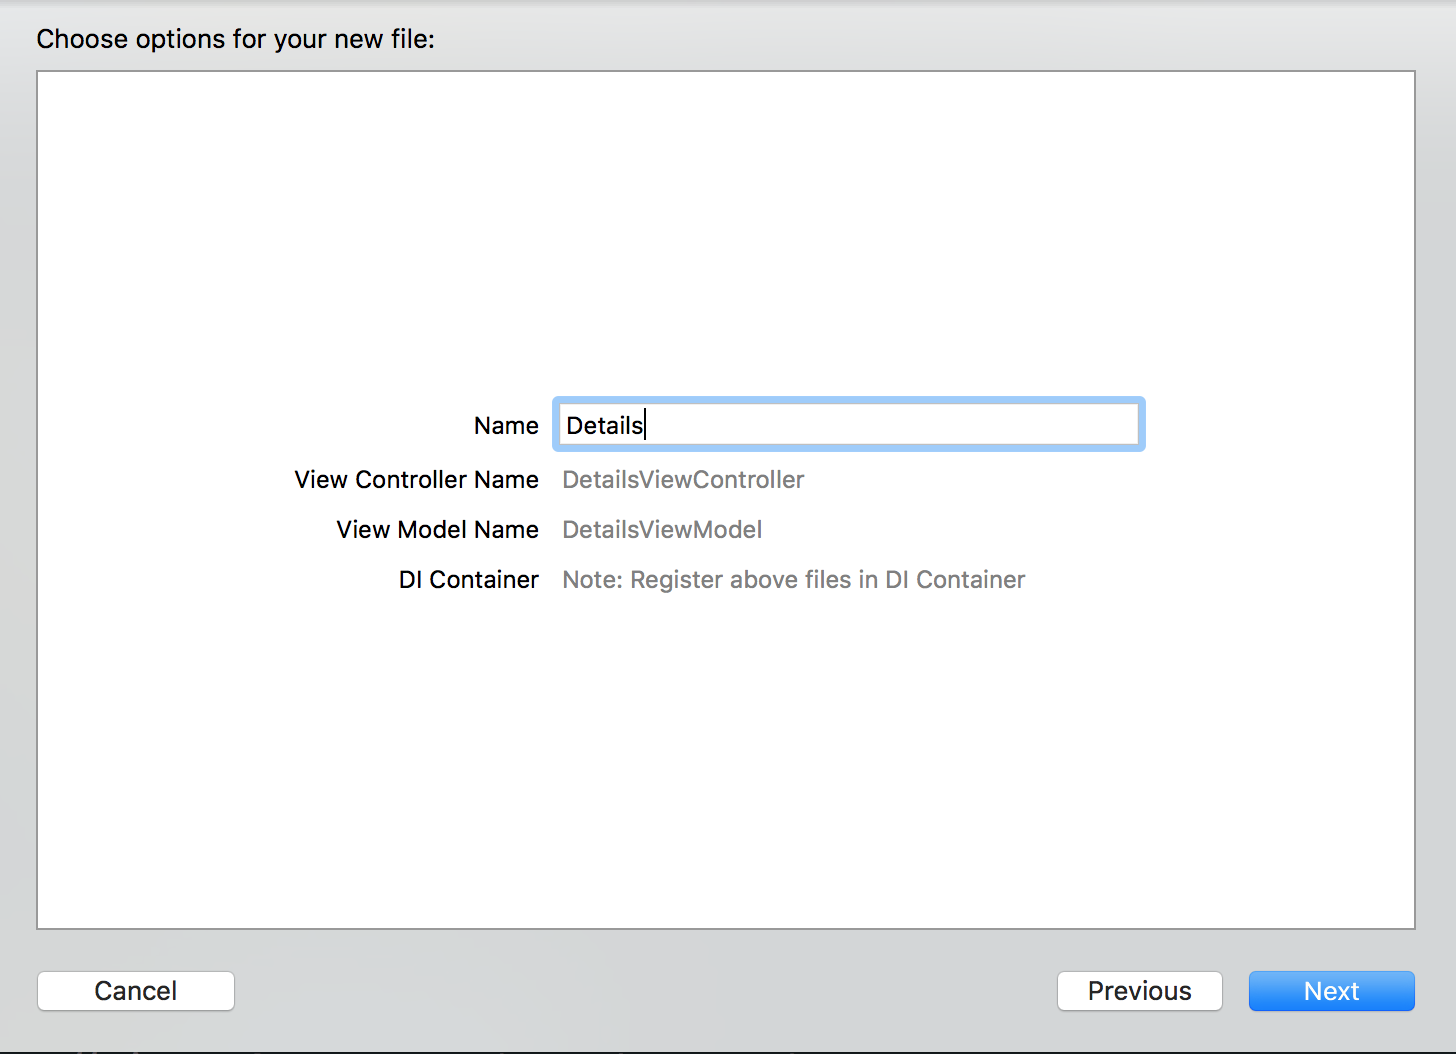 Choose options for your new file:
Name Details
View Controller Name DetailsViewController
View Model Name DetailsViewModel
DI Container Note: Register above files in DI Container
Cancel Previous Next